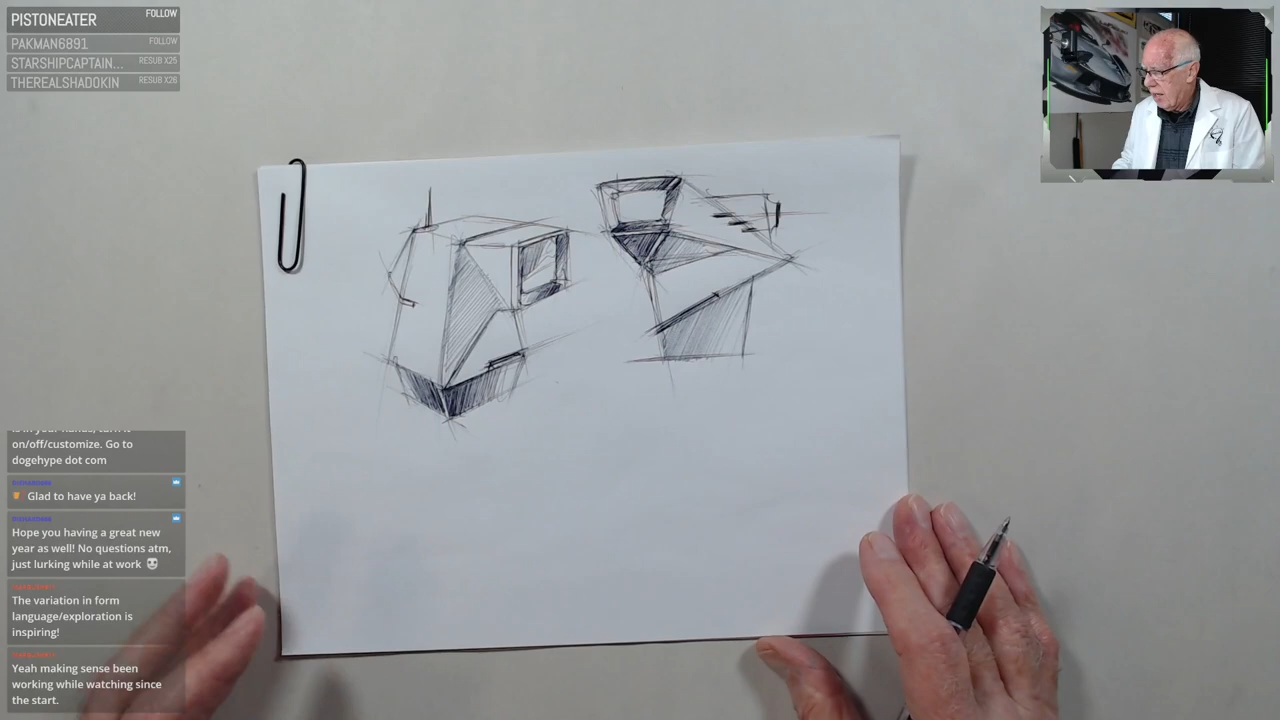 PISTONEATER FOLLOW
PAKMAN6891 FOLLOW
STARSHIPCAPTAIN... RESUB X25
THEREALSHADOKIN RESUB X26
on/off/customize. Go to
dogehype dot com
Glad to have ya back!
Hope you having a great new
year as well! No questions atm,
just lurking while at work
The variation in form
language/exploration is
inspiring!
Yeah making sense been
working while watching since
the start.